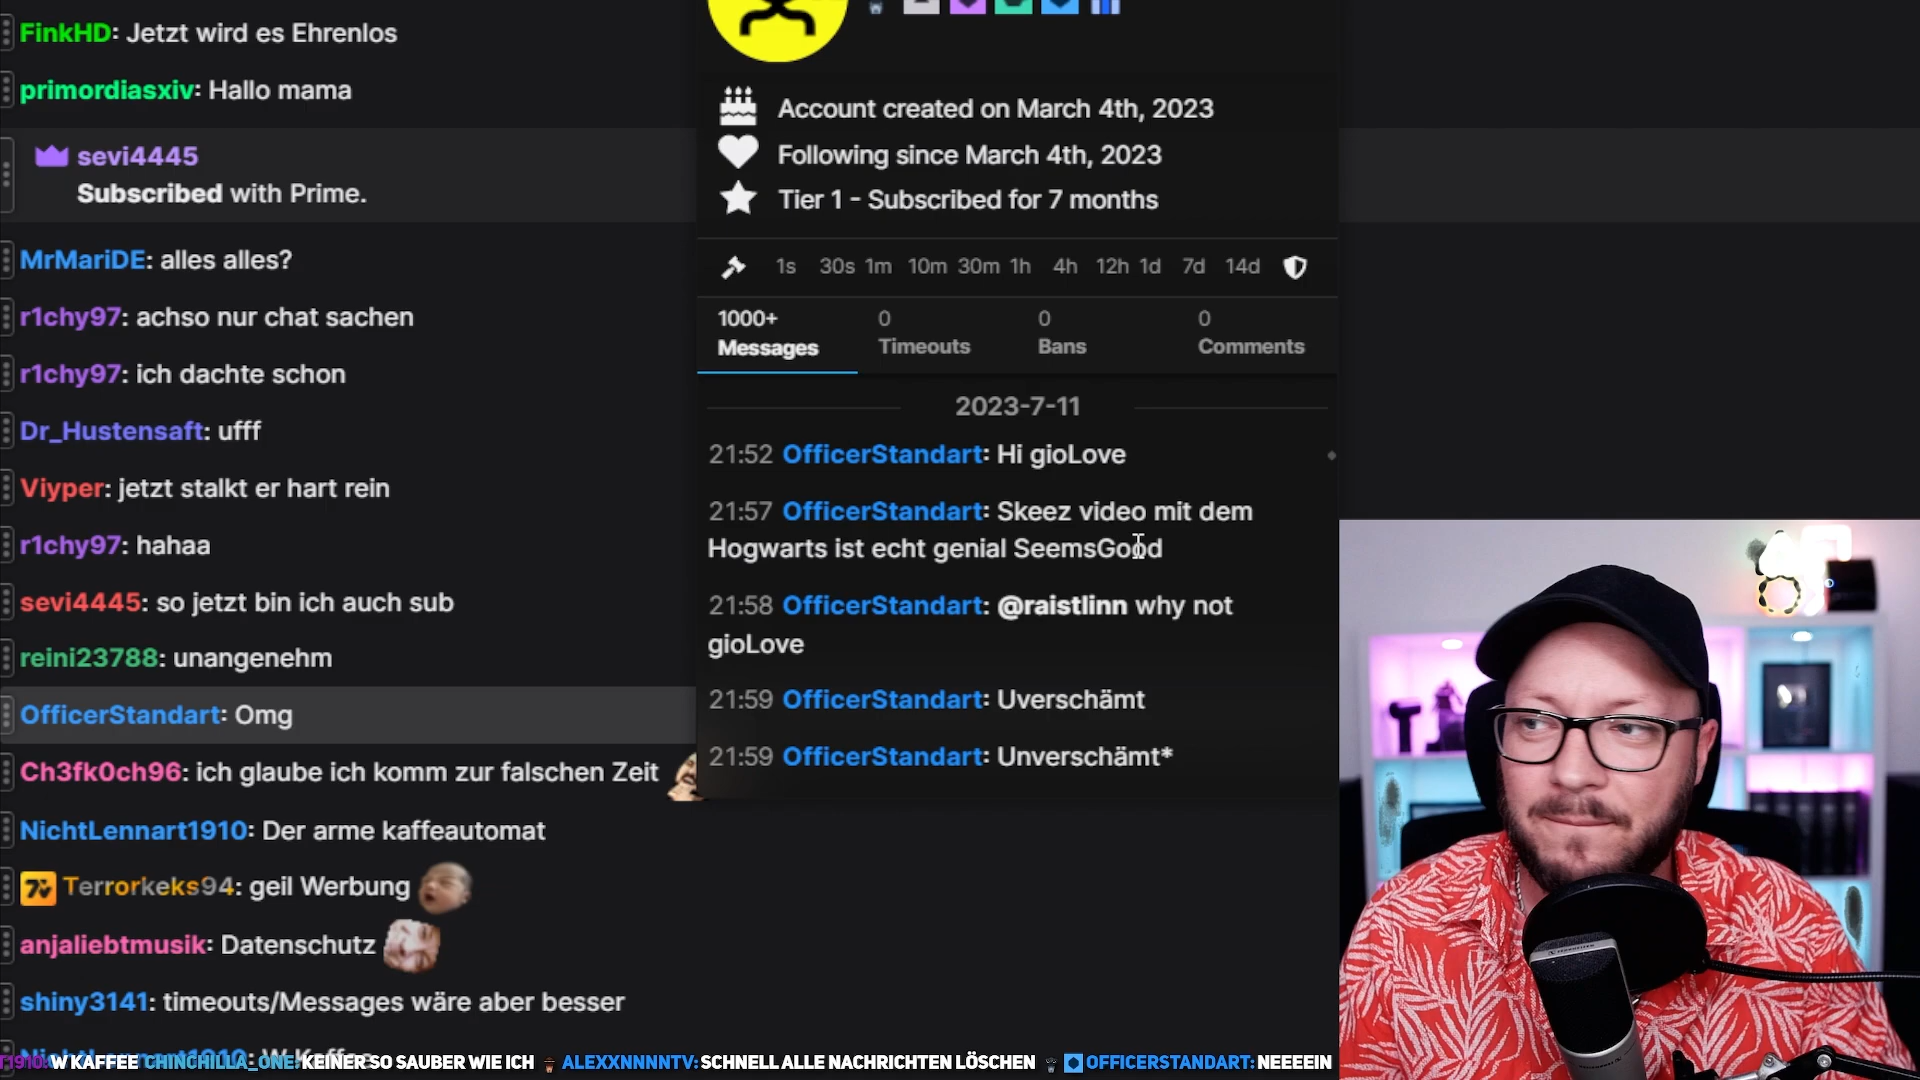 FinkHD: Jetzt wird es Ehrenlos
primordiasxiv: Hallo mama
sevi4445
Subscribed with Prime.
MrMariDE: alles alles?
r1chy97: achso nur chat sachen
r1chy97: ich dachte schon
Dr_Hustensaft: ufff
Viyper: jetzt stalkt er hart rein
r1chy97: hahaa
sevi4445: so jetzt bin ich auch sub
reini23788: unangenehm
OfficerStandart: Omg
Ch3fk0ch96: ich glaube ich komm zur falschen Zeit
NichtLennart1910: Der arme kaffeautomat
Terrorkeks94: geil Werbung
anjaliebtmusik: Datenschutz
shiny3141: timeouts/Messages wäre aber besser
Account created on March 4th, 2023
Following since March 4th, 2023
Tier 1 - Subscribed for 7 months
1s 30s 1m 10m 30m 1h 4h 12h 1d 7d 14d
1000+ 0 0 0
Messages Timeouts Bans Comments
2023-7-11
21:52 OfficerStandart: Hi gioLove
21:57 OfficerStandart: Skeez video mit dem
Hogwarts ist echt genial SeemsGood
21:58 OfficerStandart: @raistlinn why not
gioLove
21:59 OfficerStandart: Uverschämt
21:59 OfficerStandart: Unverschämt*
T1910: W KAFFEE CHINCHILLA_ONE: KEINER SO SAUBER WIE ICH ALEXXNNNNTV: SCHNELL ALLE NACHRICHTEN LÖSCHEN OFFICERSTANDART: NEEEEIN